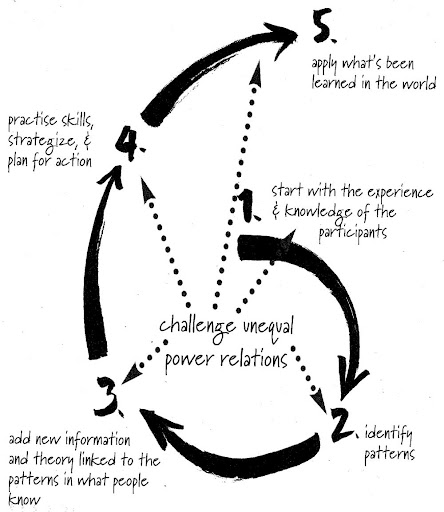 1.
start with the experience
& knowledge of the
participants
2.
identify
patterns
3.
add new information
and theory linked to the
patterns in what people
know
4.
practise skills,
strategize, &
plan for action
5.
apply what's been
learned in the world
challenge unequal
power relations